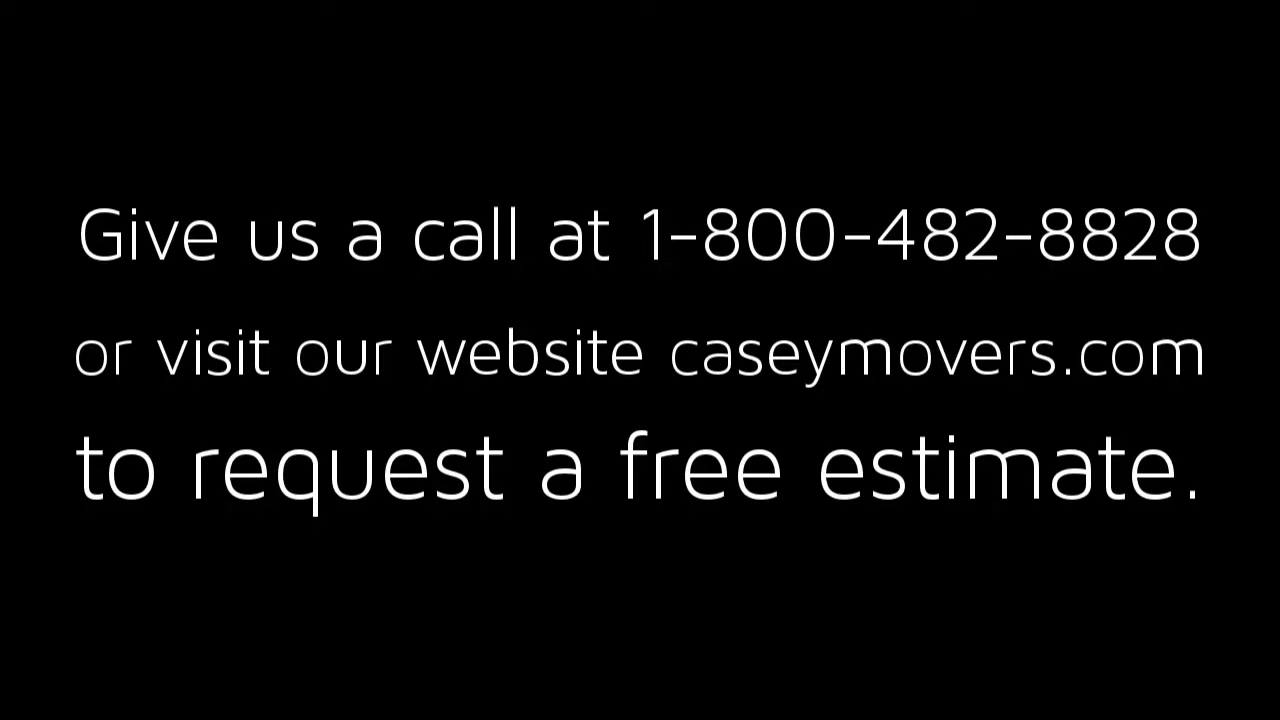 Give us a call at 1-800-482-8828
or visit our website caseymovers.com
to request a free estimate.